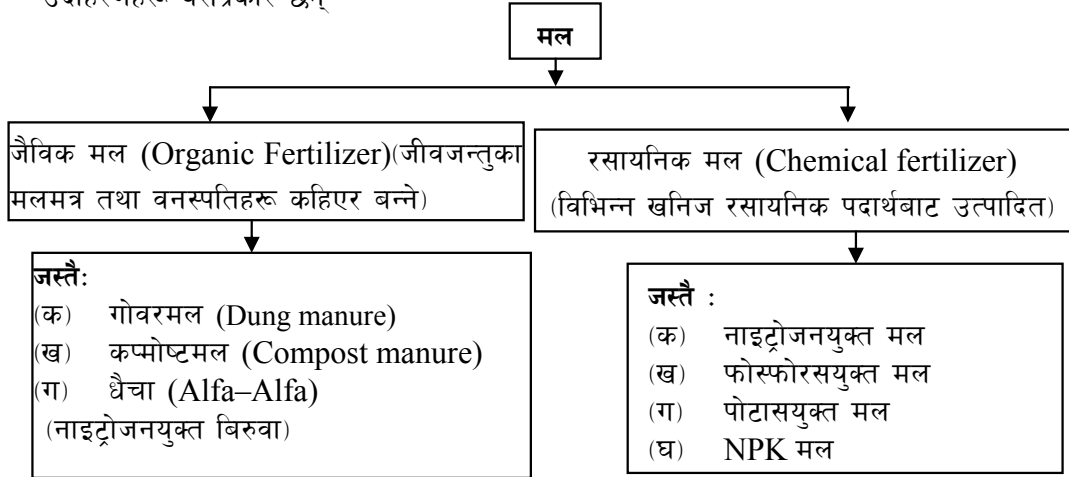 मल
जैविक मल (Organic Fertilizer)(जीवजन्तुका
मलमत्र तथा वनस्पतिहरू कहिएर बन्ने)
रसायनिक मल (Chemical fertilizer)
(विभिन्न खनिज रसायनिक पदार्थबाट उत्पादित)
जस्तैः
(क) गोवरमल (Dung manure)
(ख) कप्मोष्टमल (Compost manure)
(ग) धैचा (Alfa–Alfa)
(नाइट्रोजनयुक्त बिरुवा)
जस्तै :
(क) नाइट्रोजनयुक्त मल
(ख) फोस्फोरसयुक्त मल
(ग) पोटासयुक्त मल
(घ) NPK मल